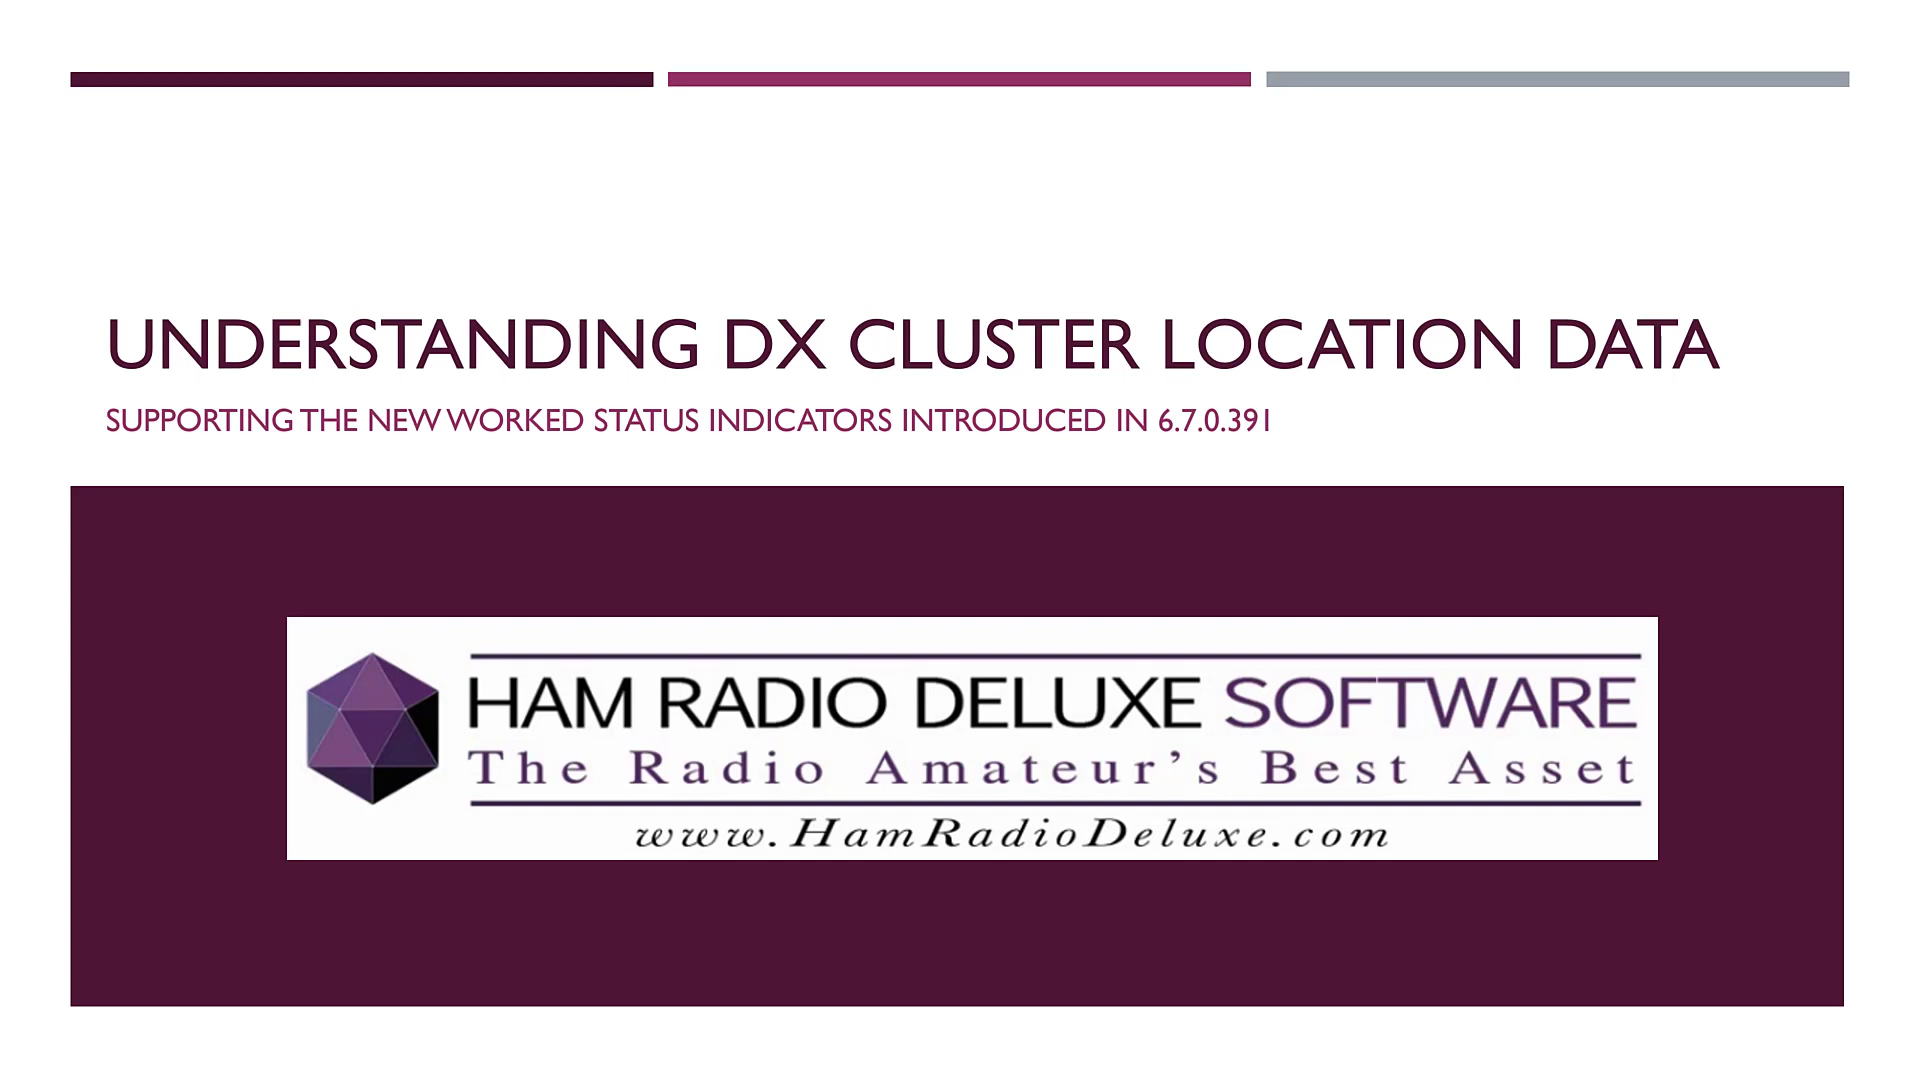 UNDERSTANDING DX CLUSTER LOCATION DATA
SUPPORTING THE NEW WORKED STATUS INDICATORS INTRODUCED IN 6.7.0.391
HAM RADIO DELUXE SOFTWARE
The Radio Amateur's Best Asset
www.HamRadioDeluxe.com